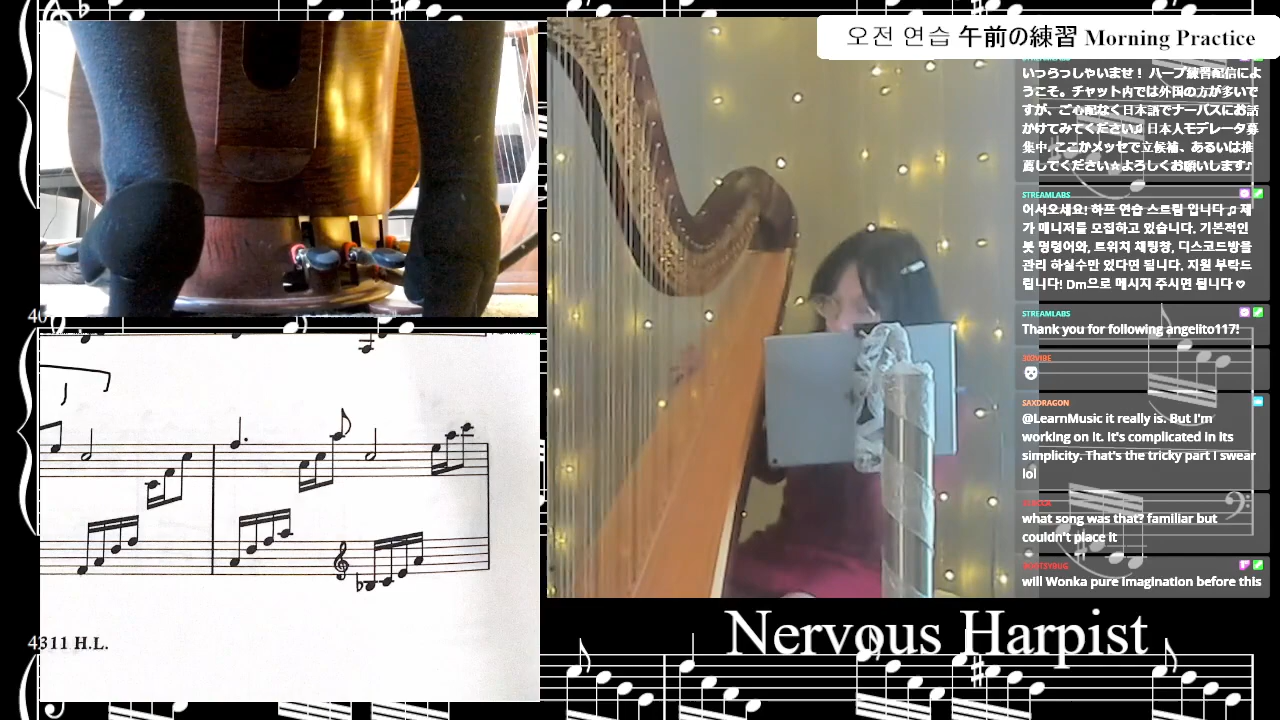 오전 연습 午前の練習 Morning Practice
STREAMLABS
いつろっしゃいませ！ ハープ練習配信によ
うこそ。チャット内では外国の方が多いで
すが、ご心配なく日本語でナーバスにお話
かけてみてください♫ 日本人モデレータ募
集中, ここかメッセで立候補、あるいは推
薦してください☆よろしくお願いします♪
STREAMLABS
어서오세요! 하프 연습 스트림 입니다 ♫ 제
가 매니저를 모집하고 있습니다. 기본적인
봇 명령어와, 트위치 채팅창, 디스코드방을
관리 하실수만 있다면 됩니다. 지원 부탁드
립니다! Dm으로 메시지 주시면 됩니다 ♡
STREAMLABS
Thank you for following angelito117!
303VIBE
SAXDRAGON
@LearnMusic it really is. But I'm
working on it. It's complicated in its
simplicity. That's the tricky part I swear
lol
what song was that? familiar but
couldn't place it
will Wonka pure imagination before this
40
4311 H.L.
Nervous Harpist